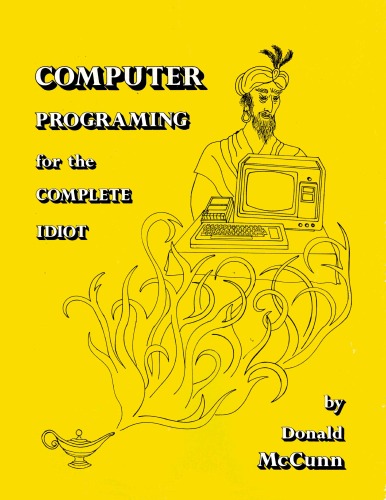 COMPUTER
PROGRAMING
for the
COMPLETE
IDIOT
by
Donald
McCunn